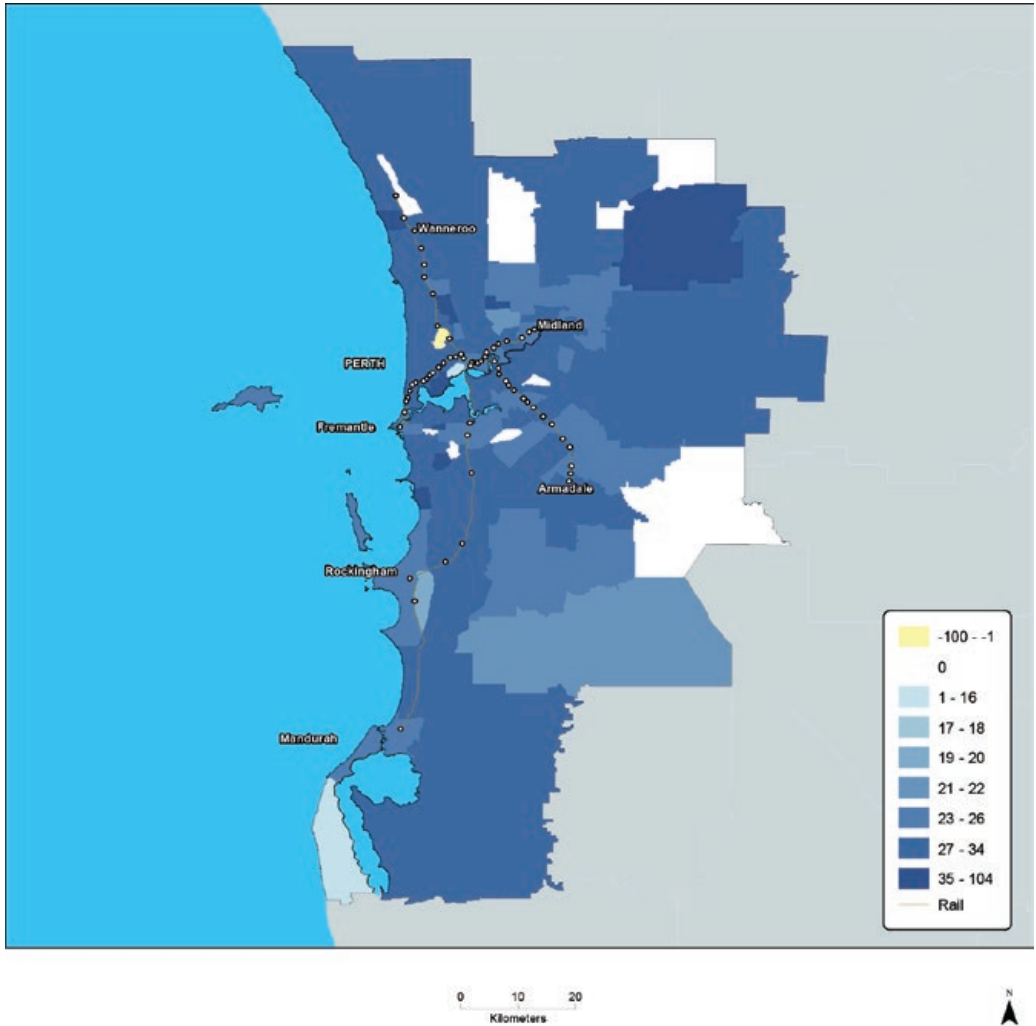 Wanneroo
Midland
PERTH
Fremantle
Armadale
Rockingham
Mandurah
-100 - -1
0
1 - 16
17 - 18
19 - 20
21 - 22
23 - 26
27 - 34
35 - 104
Rail
0 10 20
Kilometers
N